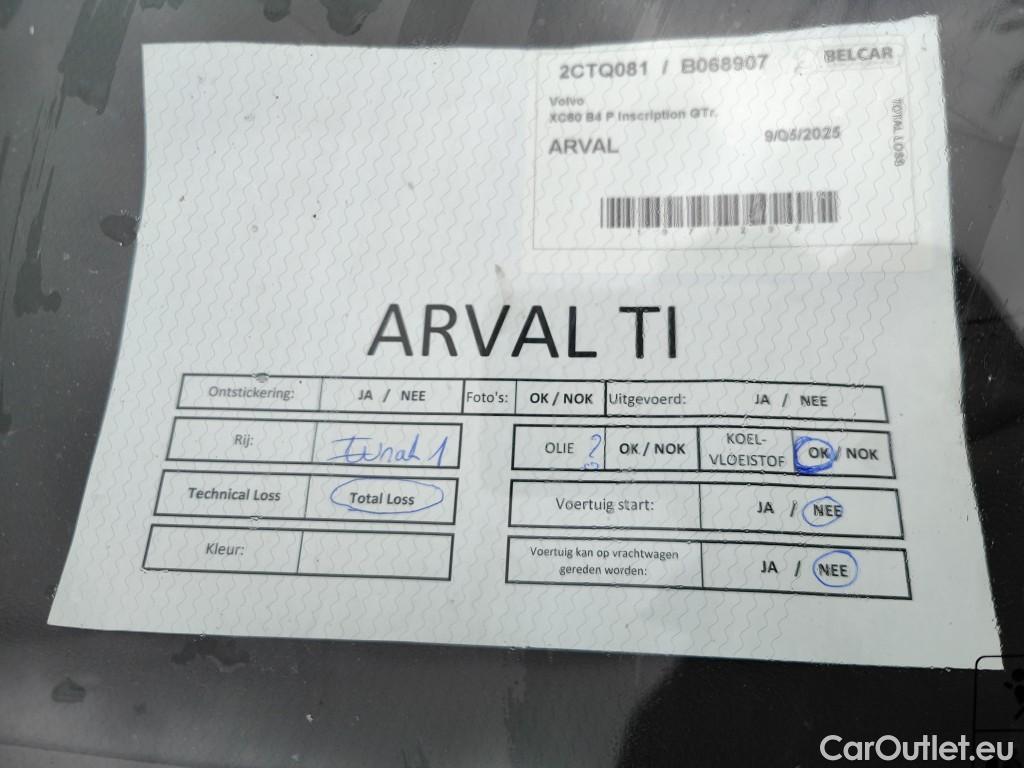 2CTQ081 / B068907
BELCAR
Volvo
XC60 B4 P Inscription GTr.
ARVAL
9/05/2025
TOTAL LOSS
ARVAL TI
Ontstickering: JA / NEE Foto's: OK / NOK Uitgevoerd: JA / NEE
Rij: 1 OLIE ? OK / NOK KOEL-
VLOEISTOF OK / NOK
Technical Loss Total Loss Voertuig start: JA / NEE
Kleur: Voertuig kan op vrachtwagen
gereden worden: JA / NEE
CarOutlet.eu